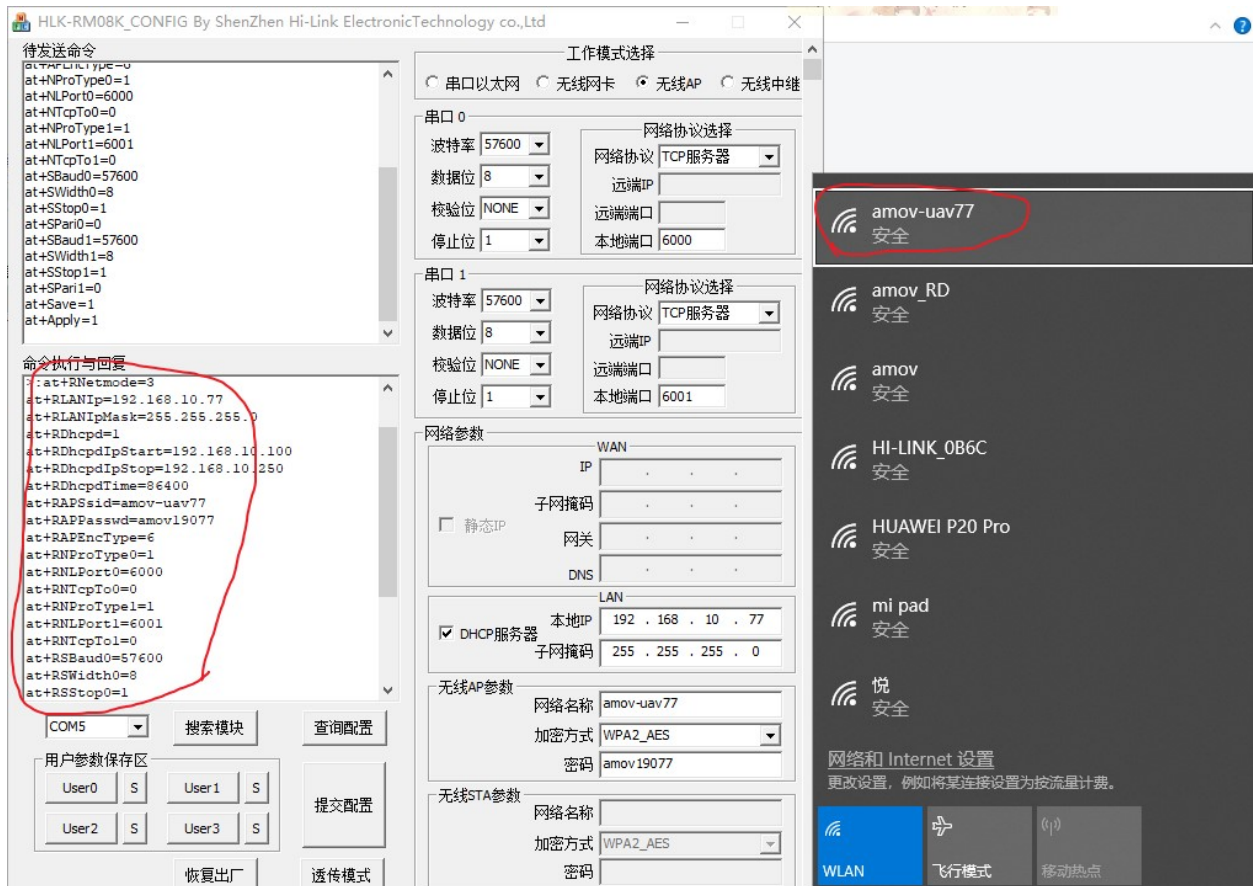 HLK-RM08K_CONFIG By ShenZhen Hi-Link ElectronicTechnology co.,Ltd
待发送命令
at+APEncType=6
at+NProType0=1
at+NLPort0=6000
at+NTcpTo0=0
at+NProType1=1
at+NLPort1=6001
at+NTcpTo1=0
at+SBaud0=57600
at+SWidth0=8
at+SStop0=1
at+SPari0=0
at+SBaud1=57600
at+SWidth1=8
at+SStop1=1
at+SPari1=0
at+Save=1
at+Apply=1
命令执行与回复
>:at+RNetmode=3
at+RLANIp=192.168.10.77
at+RLANIpMask=255.255.255.0
at+RDhcpd=1
at+RDhcpdIpStart=192.168.10.100
at+RDhcpdIpStop=192.168.10.250
at+RDhcpdTime=86400
at+RAPSsid=amov-uav77
at+RAPPasswd=amov19077
at+RAPEncType=6
at+RNProType0=1
at+RNLPort0=6000
at+RNTcpTo0=0
at+RNProType1=1
at+RNLPort1=6001
at+RNTcpTo1=0
at+RSBaud0=57600
at+RSWidth0=8
at+RSStop0=1
COM5
搜索模块
查询配置
用户参数保存区
User0 S User1 S
User2 S User3 S
提交配置
恢复出厂
透传模式
工作模式选择
串口以太网 无线网卡 无线AP 无线中继
串口 0
波特率 57600
数据位 8
校验位 NONE
停止位 1
网络协议选择
网络协议 TCP服务器
远端IP
远端端口
本地端口 6000
串口 1
波特率 57600
数据位 8
校验位 NONE
停止位 1
网络协议选择
网络协议 TCP服务器
远端IP
远端端口
本地端口 6001
网络参数
WAN
静态IP
IP
子网掩码
网关
DNS
LAN
DHCP服务器
本地IP 192 . 168 . 10 . 77
子网掩码 255 . 255 . 255 . 0
无线AP参数
网络名称 amov-uav77
加密方式 WPA2_AES
密码 amov19077
无线STA参数
网络名称
加密方式 WPA2_AES
密码
amov-uav77
安全
amov_RD
安全
amov
安全
HI-LINK_0B6C
安全
HUAWEI P20 Pro
安全
mi pad
安全
悦
安全
网络和 Internet 设置
更改设置，例如将某连接设置为按流量计费。
WLAN
飞行模式
移动热点